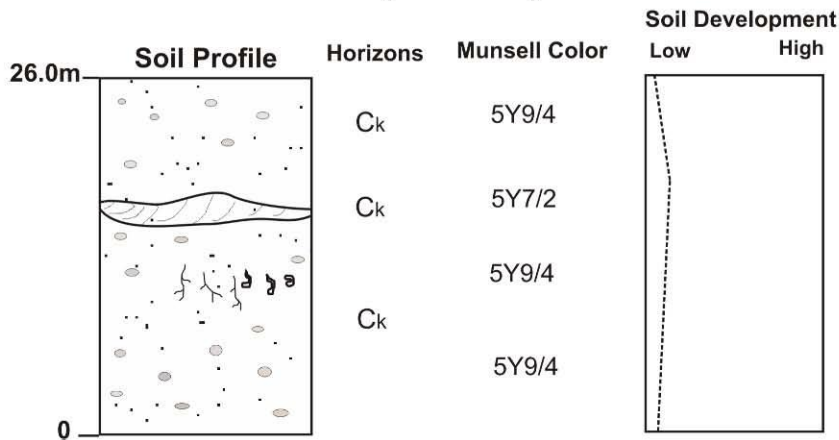 Soil Development
Soil Profile Horizons Munsell Color Low High
26.0m
Ck 5Y9/4
Ck 5Y7/2
5Y9/4
Ck
5Y9/4
0